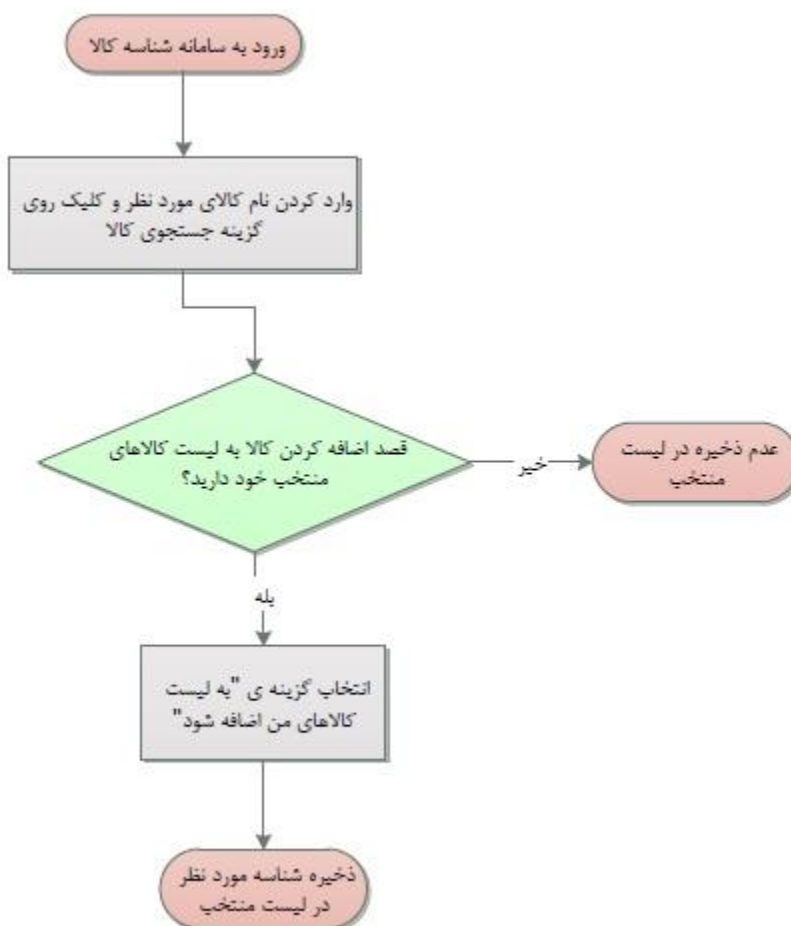 ورود به سامانه شناسه کالا
وارد کردن نام کالای مورد نظر و کلیک روی
گزینه جستجوی کالا
قصد اضافه کردن کالا به لیست کالاهای
منتخب خود دارید؟
خیر
عدم ذخیره در لیست
منتخب
بله
انتخاب گزینه ی "به لیست
کالاهای من اضافه شود"
ذخیره شناسه مورد نظر
در لیست منتخب